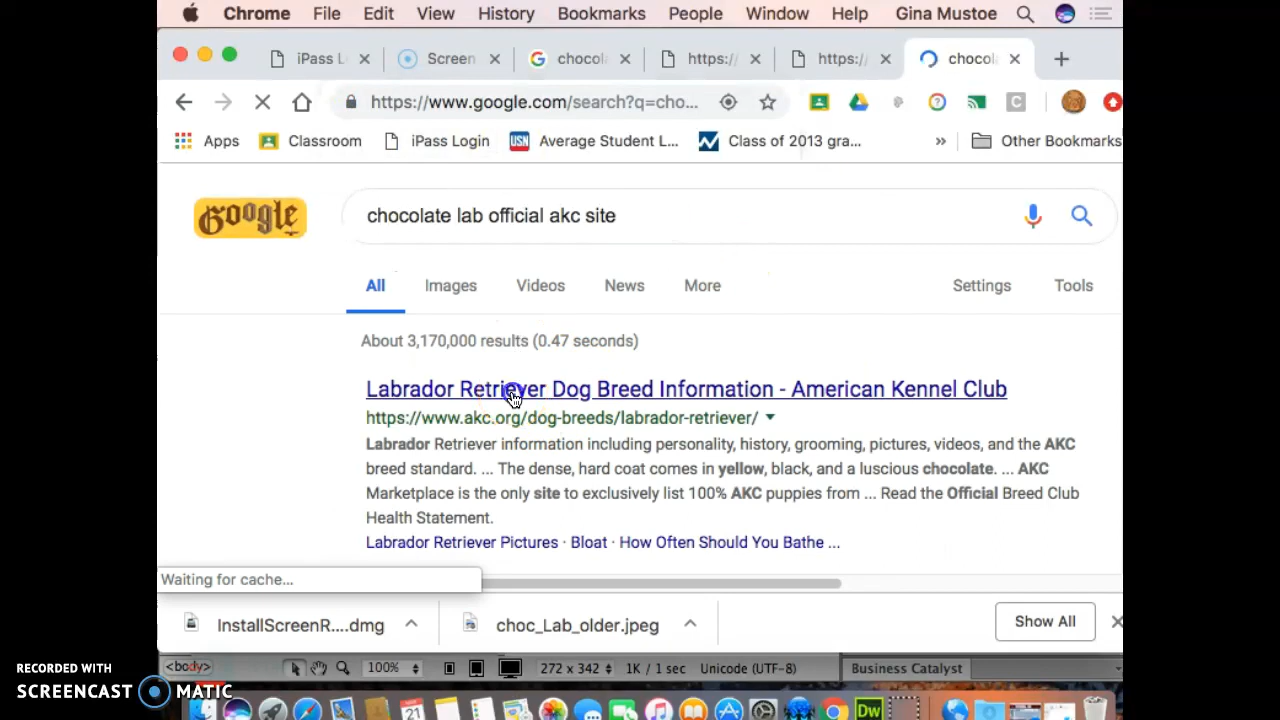 Chrome File Edit View History Bookmarks People Window Help Gina Mustoe
iPass L Screen chocol https:// https:// chocol
https://www.google.com/search?q=cho... C
Apps Classroom iPass Login USN Average Student L... Class of 2013 gra... » Other Bookmarks
Google chocolate lab official akc site
All Images Videos News More Settings Tools
About 3,170,000 results (0.47 seconds)
Labrador Retriever Dog Breed Information - American Kennel Club
https://www.akc.org/dog-breeds/labrador-retriever/
Labrador Retriever information including personality, history, grooming, pictures, videos, and the AKC
breed standard. ... The dense, hard coat comes in yellow, black, and a luscious chocolate. ... AKC
Marketplace is the only site to exclusively list 100% AKC puppies from ... Read the Official Breed Club
Health Statement.
Labrador Retriever Pictures · Bloat · How Often Should You Bathe ...
Waiting for cache...
InstallScreenR....dmg choc_Lab_older.jpeg Show All
<body> 100% 272 x 342 1K / 1 sec Unicode (UTF-8) Business Catalyst
RECORDED WITH
SCREENCAST MATIC
21 Dw